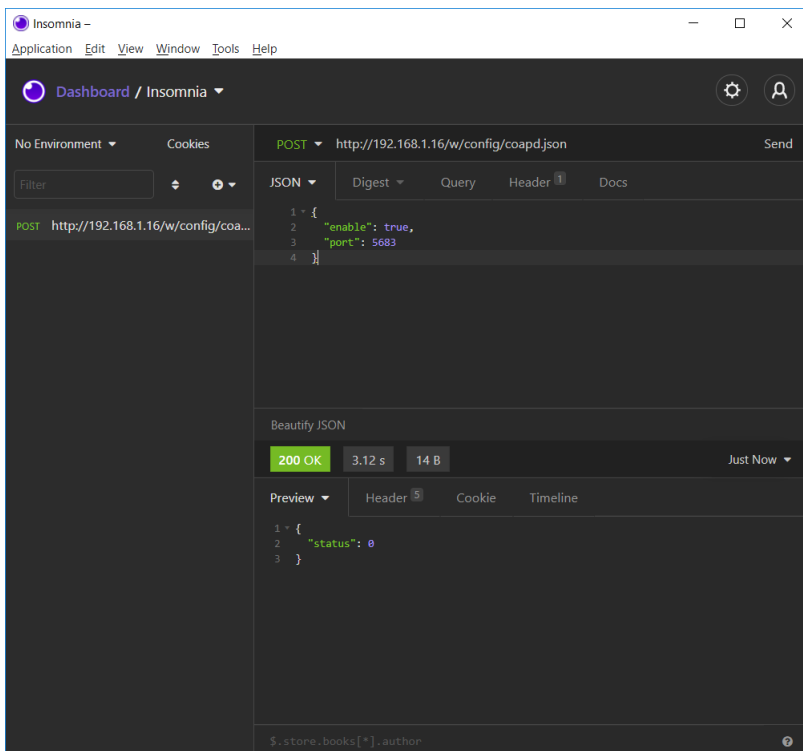 Insomnia –
Application Edit View Window Tools Help
Dashboard / Insomnia
No Environment Cookies
POST http://192.168.1.16/w/config/coapd.json Send
Filter
JSON Digest Query Header 1 Docs
POST http://192.168.1.16/w/config/coa...
1 {
2 "enable": true,
3 "port": 5683
4 }
Beautify JSON
200 OK 3.12 s 14 B Just Now
Preview Header 5 Cookie Timeline
1 {
2 "status": 0
3 }
$.store.books[*].author